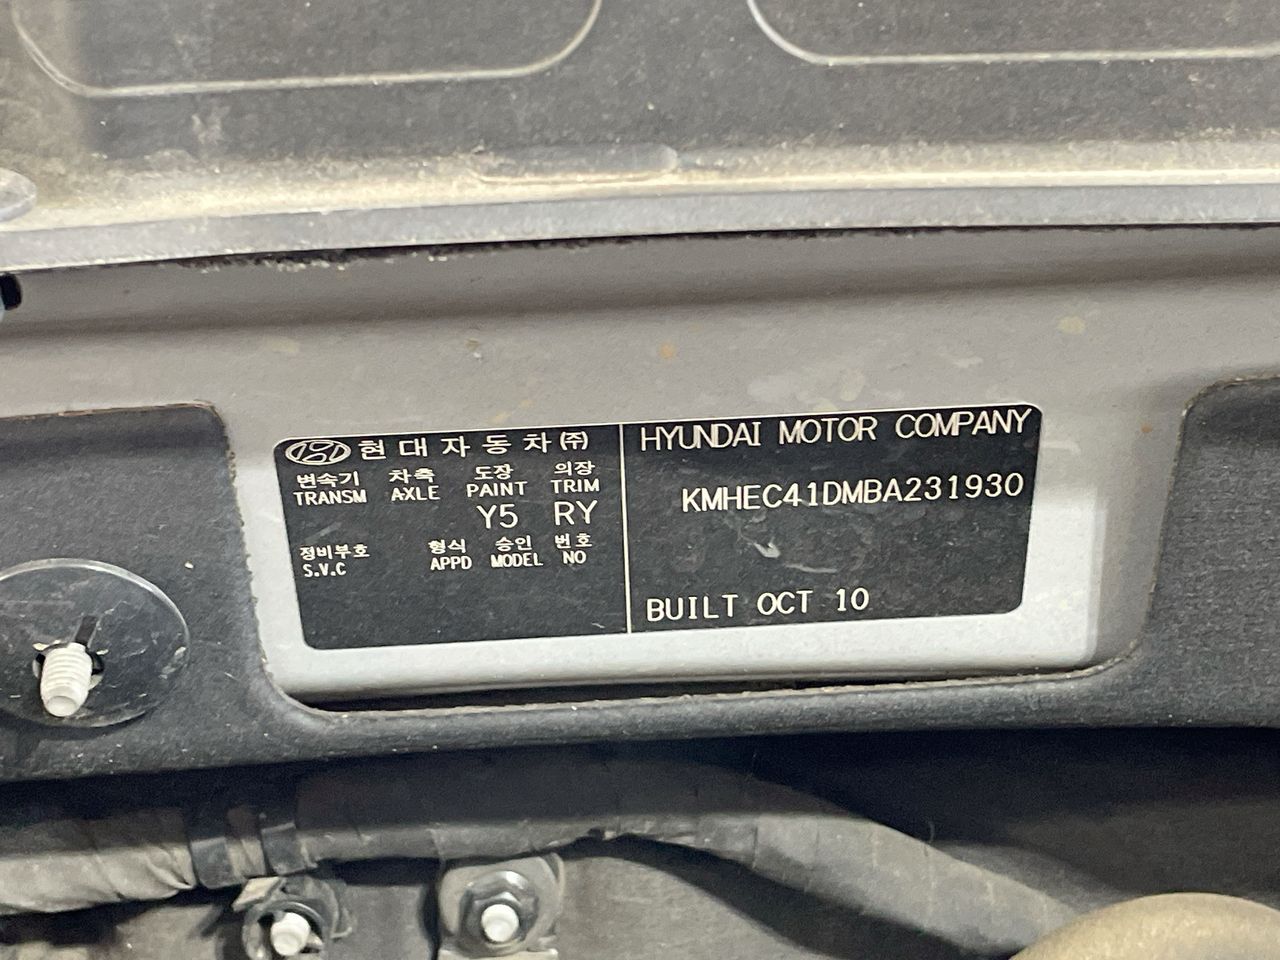 현대자동차(주)
변속기 차축 도장 의장
TRANSM AXLE PAINT TRIM
Y5 RY
정비부호 형식 승인 번호
S.V.C APPD MODEL NO
HYUNDAI MOTOR COMPANY
KMHEC41DMBA231930
BUILT OCT 10